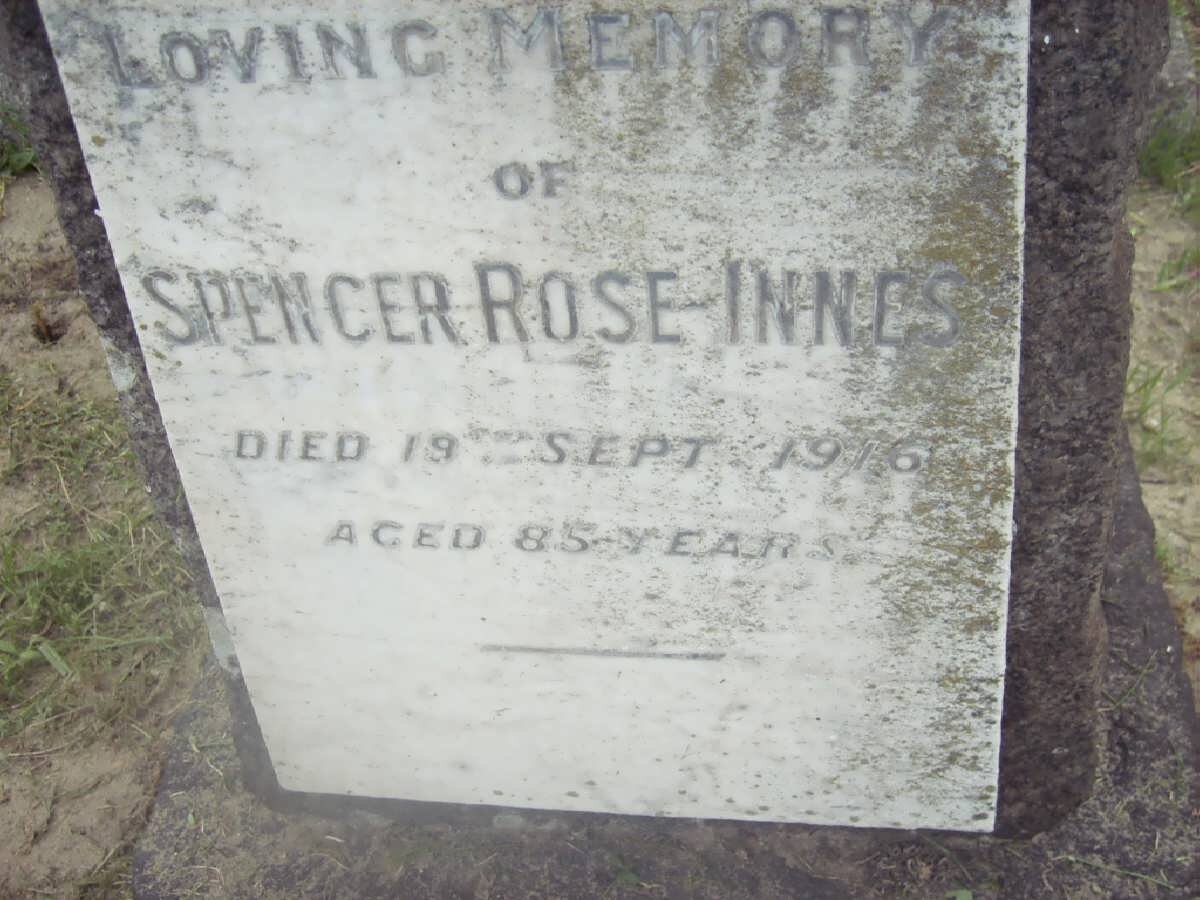 LOVING MEMORY
OF
SPENCER ROSE-INNES
DIED 19TH SEPT 1916
AGED 85 YEARS